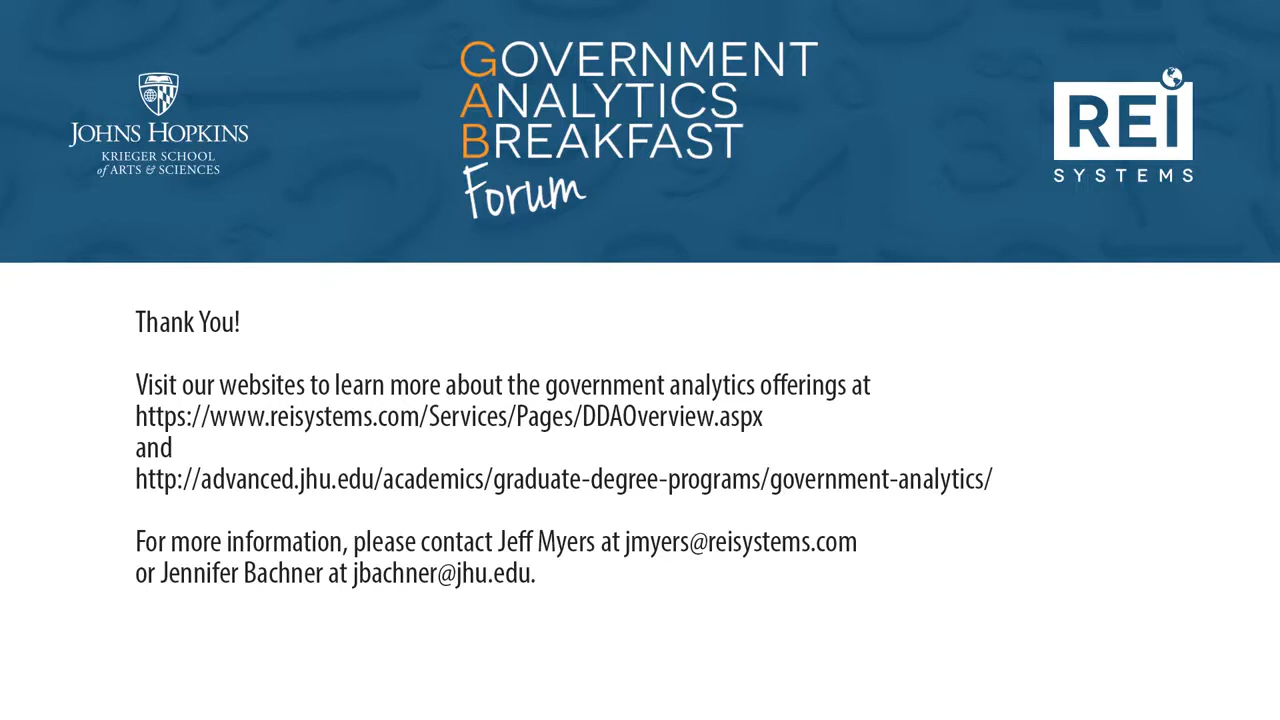 JOHNS HOPKINS
KRIEGER SCHOOL
of ARTS & SCIENCES
GOVERNMENT
ANALYTICS
BREAKFAST
Forum
REI
SYSTEMS
Thank You!
Visit our websites to learn more about the government analytics offerings at
https://www.reisystems.com/Services/Pages/DDAOverview.aspx
and
http://advanced.jhu.edu/academics/graduate-degree-programs/government-analytics/
For more information, please contact Jeff Myers at jmyers@reisystems.com
or Jennifer Bachner at jbachner@jhu.edu.